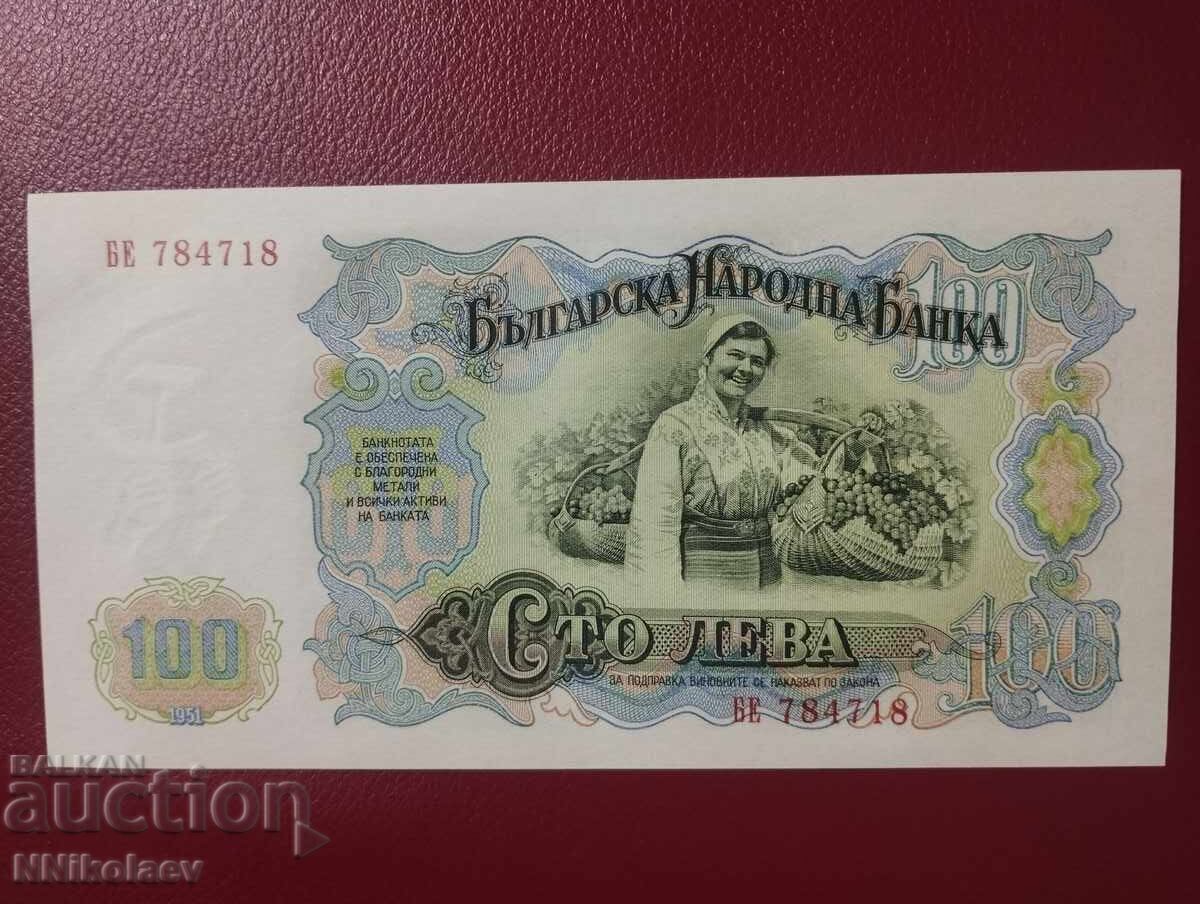 БЕ 784718
БЪЛГАРСКА НАРОДНА БАНКА
100
БАНКНОТАТА
Е ОБЕСПЕЧЕНА
С БЛАГОРОДНИ
МЕТАЛИ
И ВСИЧКИ АКТИВИ
НА БАНКАТА
100
1951
СТО ЛЕВА
100
ЗА ПОДПРАВКА ВИНОВНИТЕ СЕ НАКАЗВАТ ПО ЗАКОНА
БЕ 784718
BALKAN
auction
NNikolaev